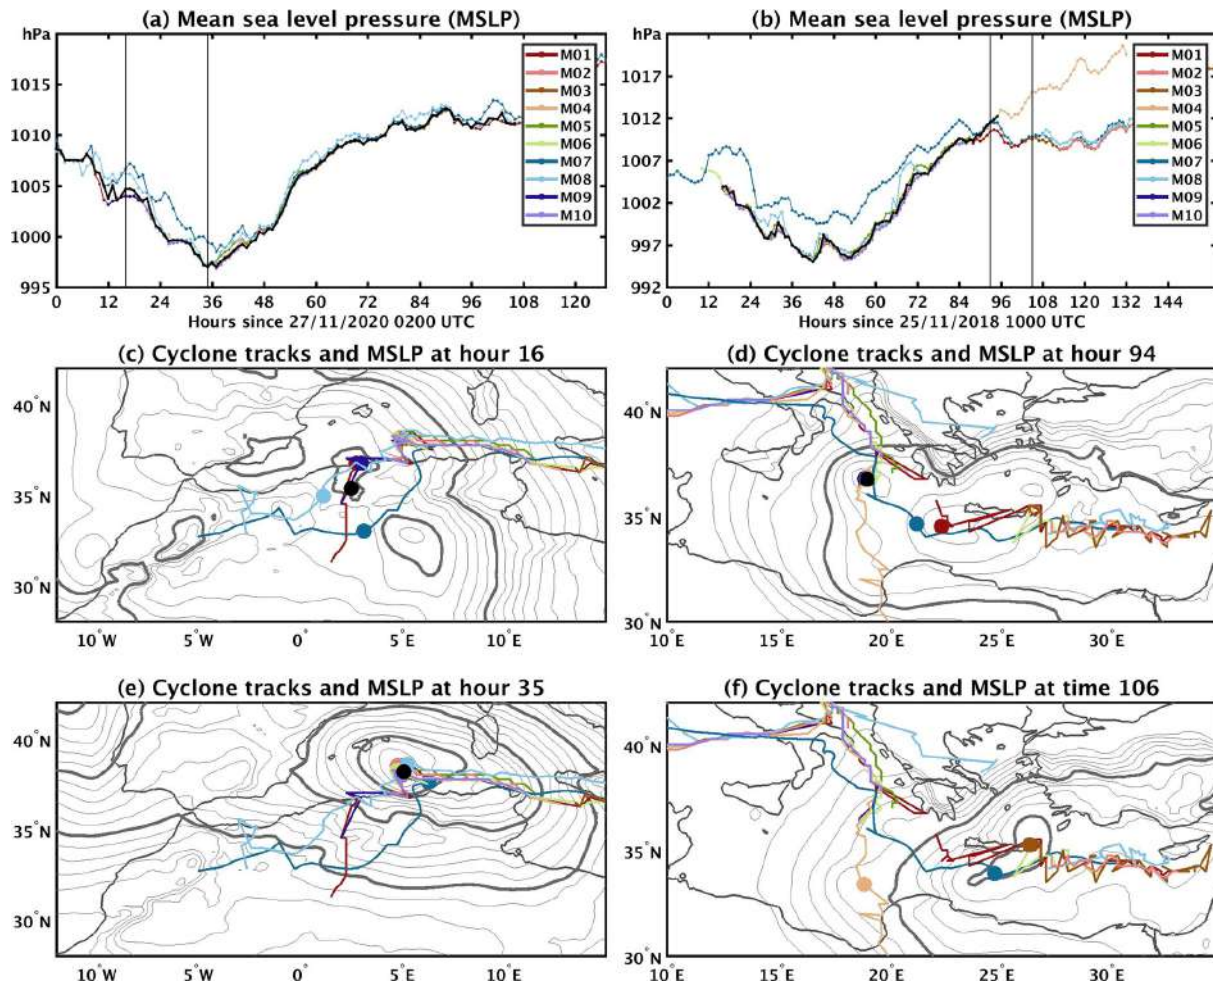 (a) Mean sea level pressure (MSLP)
hPa
1015
1010
1005
1000
995
0 12 24 36 48 60 72 84 96 108 120
Hours since 27/11/2020 0200 UTC
M01
M02
M03
M04
M05
M06
M07
M08
M09
M10
(b) Mean sea level pressure (MSLP)
hPa
1017
1012
1007
1002
997
992
0 12 24 36 48 60 72 84 96 108 120 132 144
Hours since 25/11/2018 1000 UTC
M01
M02
M03
M04
M05
M06
M07
M08
M09
M10
(c) Cyclone tracks and MSLP at hour 16
40°N
35°N
30°N
10°W 5°W 0° 5°E 10°E
(d) Cyclone tracks and MSLP at hour 94
40°N
35°N
30°N
10°E 15°E 20°E 25°E 30°E
(e) Cyclone tracks and MSLP at hour 35
40°N
35°N
30°N
10°W 5°W 0° 5°E 10°E
(f) Cyclone tracks and MSLP at time 106
40°N
35°N
30°N
10°E 15°E 20°E 25°E 30°E